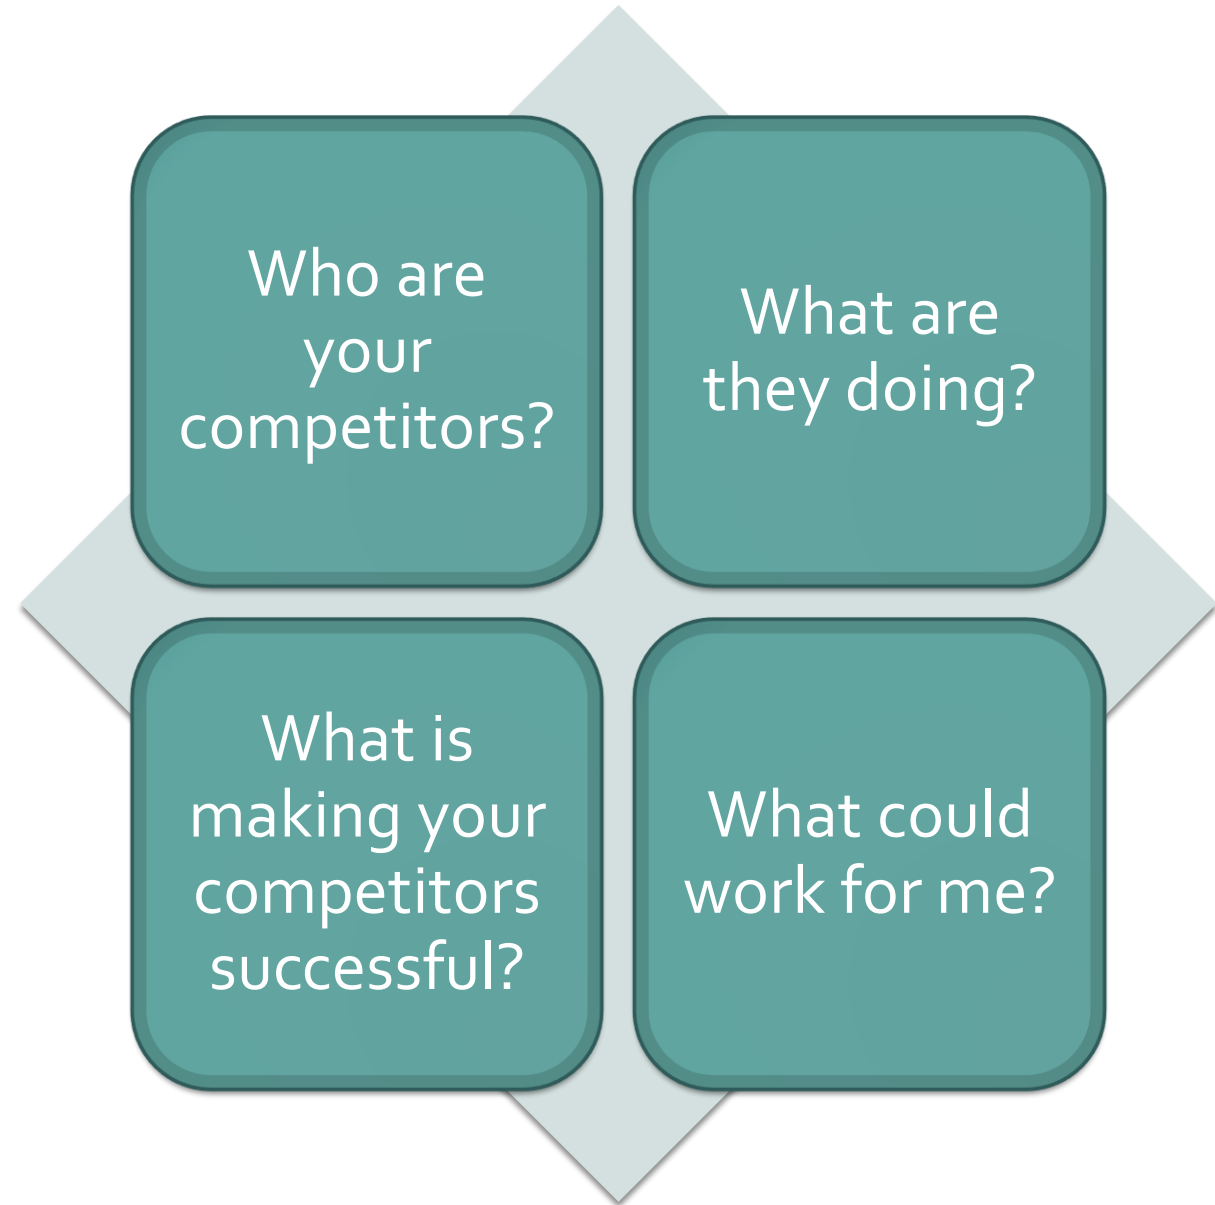 Who are
your
competitors?
What are
they doing?
What is
making your
competitors
successful?
What could
work for me?